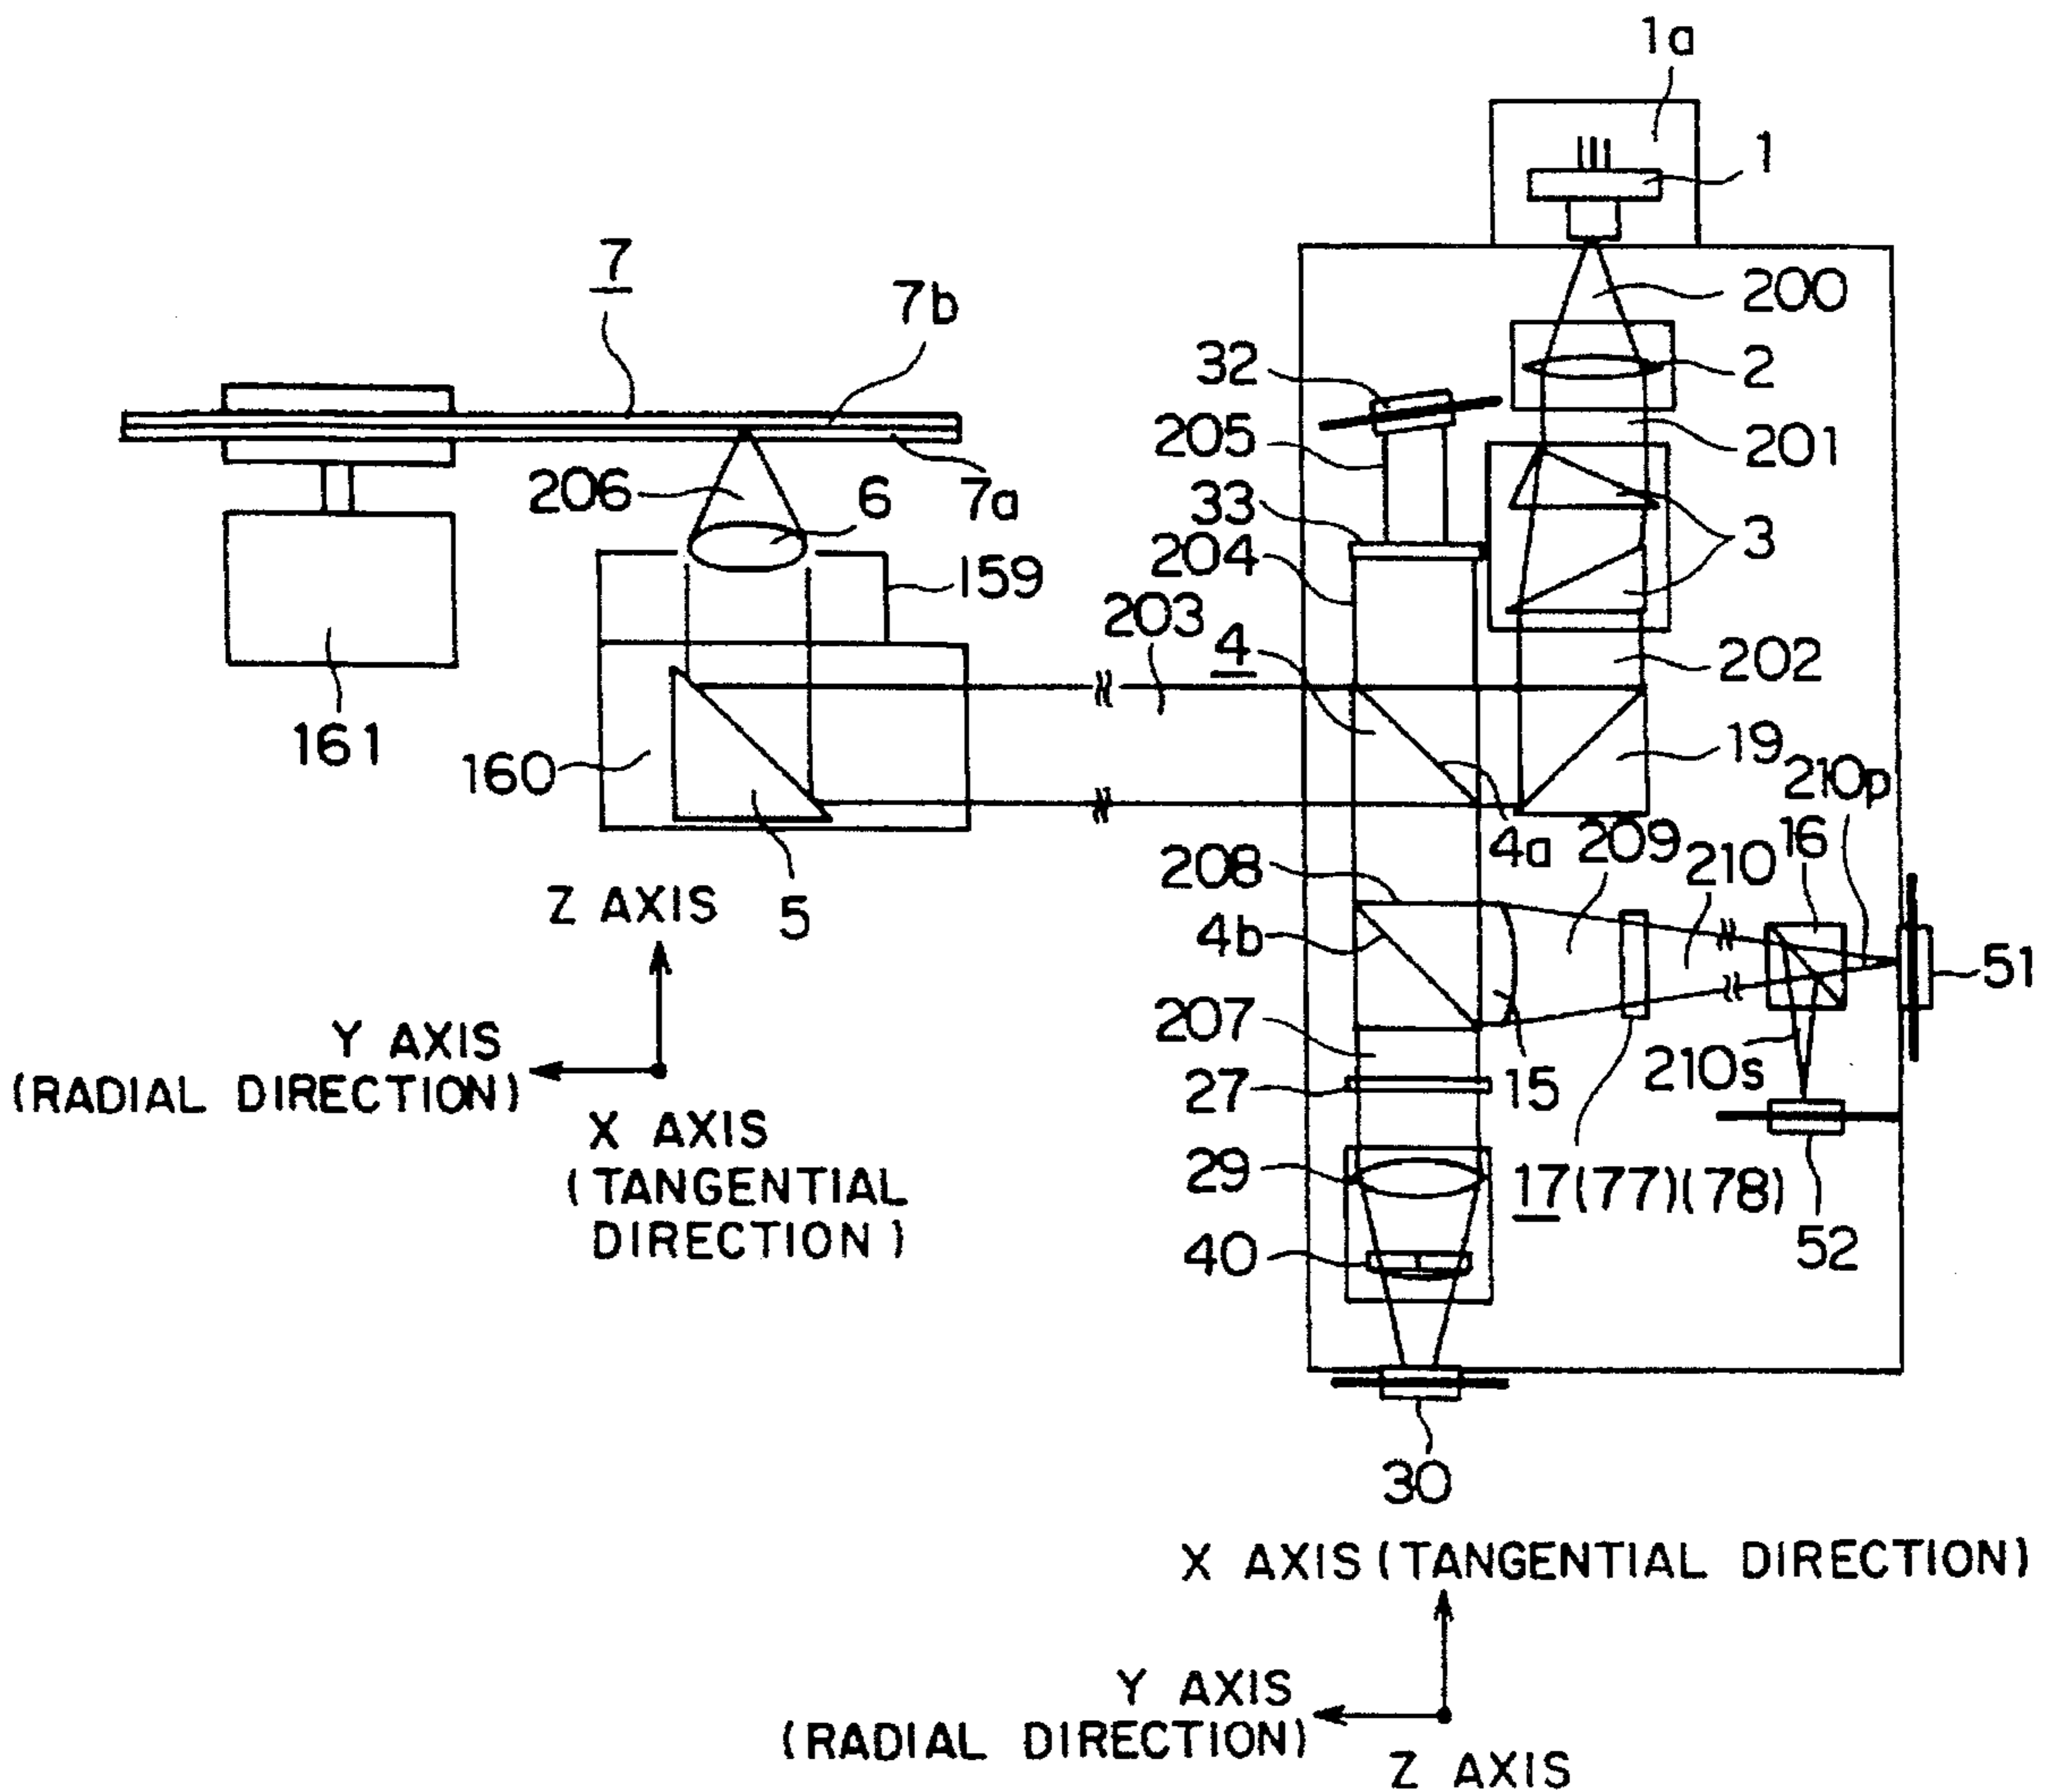 1a
1
7
7b
200
32
2
205
201
206
6
7a
33
3
204
159
203
4
202
161
160
19
210p
4a
209
210
16
208
Z AXIS
5
4b
51
207
Y AXIS
(RADIAL DIRECTION)
210s
27
15
X AXIS
(TANGENTIAL
DIRECTION)
29
17(77)(78)
52
40
30
X AXIS (TANGENTIAL DIRECTION)
Y AXIS
(RADIAL DIRECTION)
Z AXIS